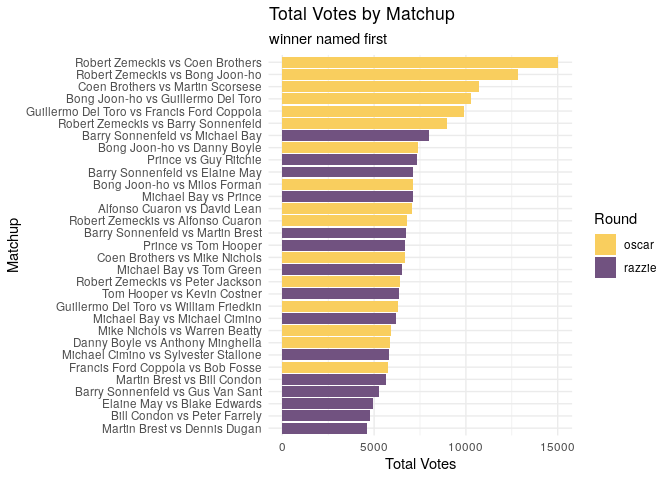 Total Votes by Matchup
winner named first
Robert Zemeckis vs Coen Brothers
Robert Zemeckis vs Bong Joon-ho
Coen Brothers vs Martin Scorsese
Bong Joon-ho vs Guillermo Del Toro
Guillermo Del Toro vs Francis Ford Coppola
Robert Zemeckis vs Barry Sonnenfeld
Barry Sonnenfeld vs Michael Bay
Bong Joon-ho vs Danny Boyle
Prince vs Guy Ritchie
Barry Sonnenfeld vs Elaine May
Bong Joon-ho vs Milos Forman
Michael Bay vs Prince
Alfonso Cuaron vs David Lean
Robert Zemeckis vs Alfonso Cuaron
Barry Sonnenfeld vs Martin Brest
Prince vs Tom Hooper
Coen Brothers vs Mike Nichols
Michael Bay vs Tom Green
Robert Zemeckis vs Peter Jackson
Tom Hooper vs Kevin Costner
Guillermo Del Toro vs William Friedkin
Michael Bay vs Michael Cimino
Mike Nichols vs Warren Beatty
Danny Boyle vs Anthony Minghella
Michael Cimino vs Sylvester Stallone
Francis Ford Coppola vs Bob Fosse
Martin Brest vs Bill Condon
Barry Sonnenfeld vs Gus Van Sant
Elaine May vs Blake Edwards
Bill Condon vs Peter Farrely
Martin Brest vs Dennis Dugan
Matchup
0 5000 10000 15000
Total Votes
Round
oscar
razzie